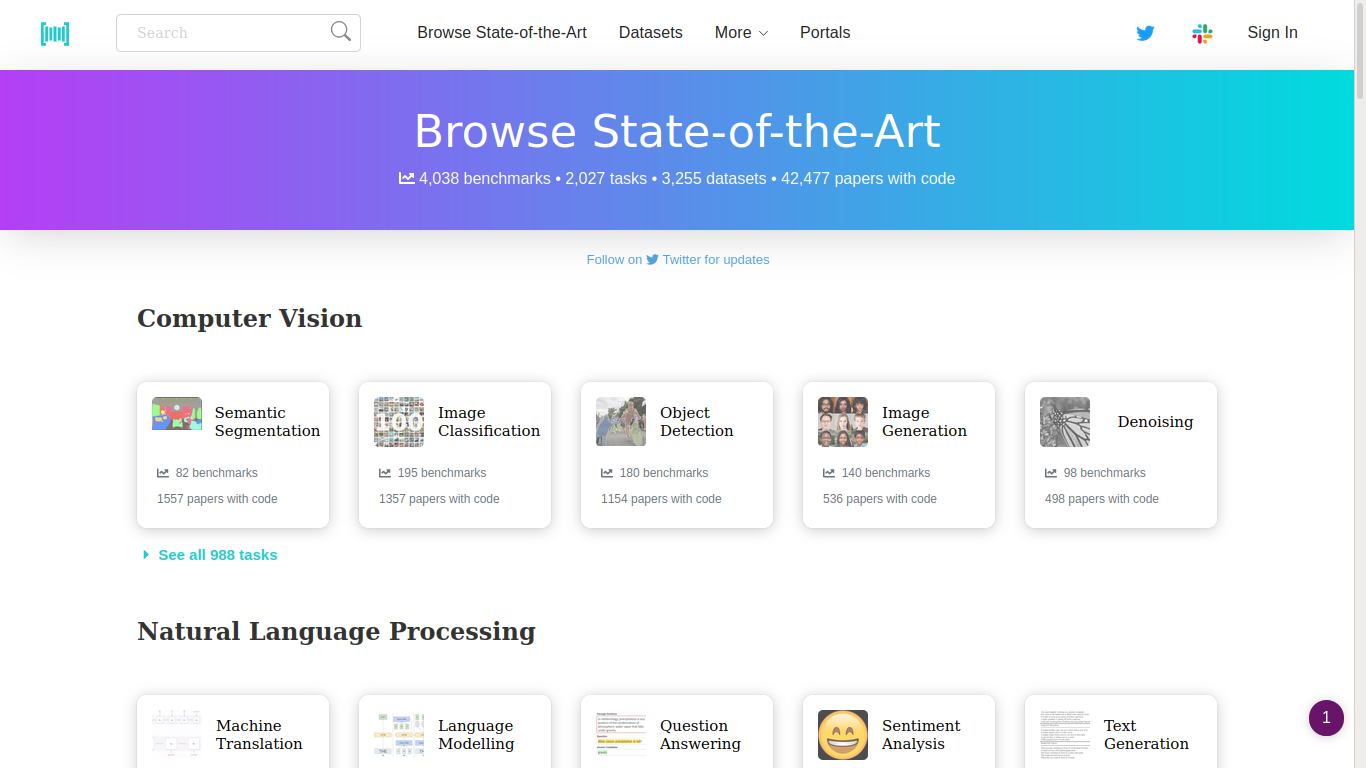 Search
Browse State-of-the-Art
Datasets
More
Portals
Sign In
Browse State-of-the-Art
4,038 benchmarks • 2,027 tasks • 3,255 datasets • 42,477 papers with code
Follow on Twitter for updates
Computer Vision
Semantic
Segmentation
82 benchmarks
1557 papers with code
100
Image
Classification
195 benchmarks
1357 papers with code
Object
Detection
180 benchmarks
1154 papers with code
Image
Generation
140 benchmarks
536 papers with code
Denoising
98 benchmarks
498 papers with code
See all 988 tasks
Natural Language Processing
Machine
Translation
Language
Modelling
Question
Answering
Sentiment
Analysis
Text
Generation
1